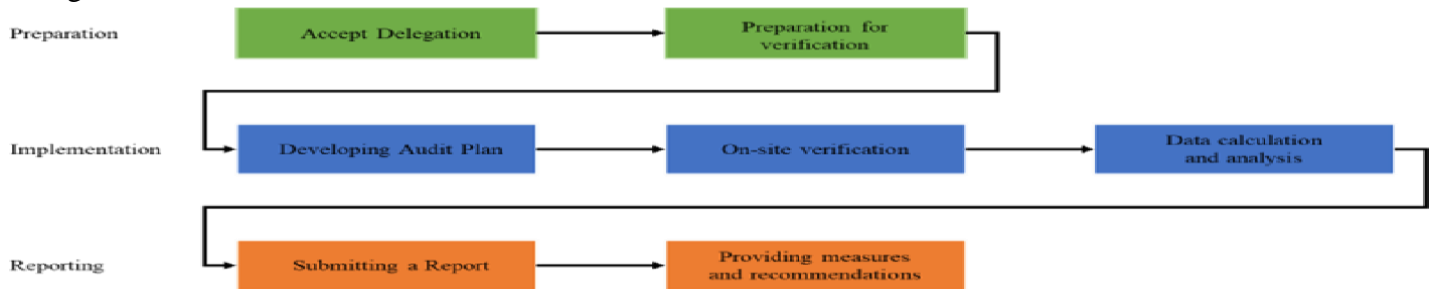 Preparation
Accept Delegation
Preparation for
verification
Implementation
Developing Audit Plan
On-site verification
Data calculation
and analysis
Reporting
Submitting a Report
Providing measures
and recommendations